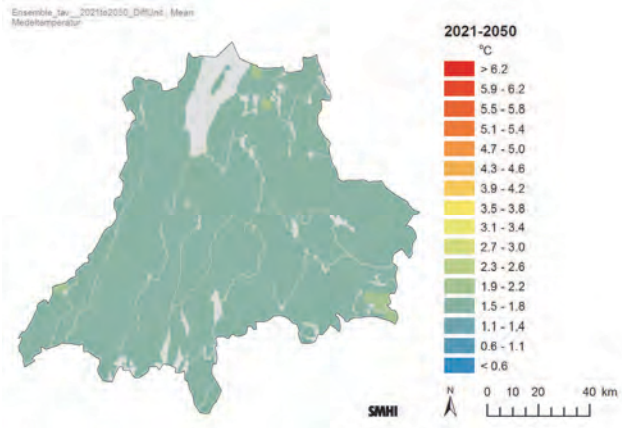 Ensemble_tav__2021to2050_DiffUnd Mean
Medeltemperatur
2021-2050
°C
> 6.2
5.9 - 6.2
5.5 - 5.8
5.1 - 5.4
4.7 - 5.0
4.3 - 4.6
3.9 - 4.2
3.5 - 3.8
3.1 - 3.4
2.7 - 3.0
2.3 - 2.6
1.9 - 2.2
1.5 - 1.8
1.1 - 1.4
0.6 - 1.1
< 0.6
SMHI
N
0 10 20 40 km